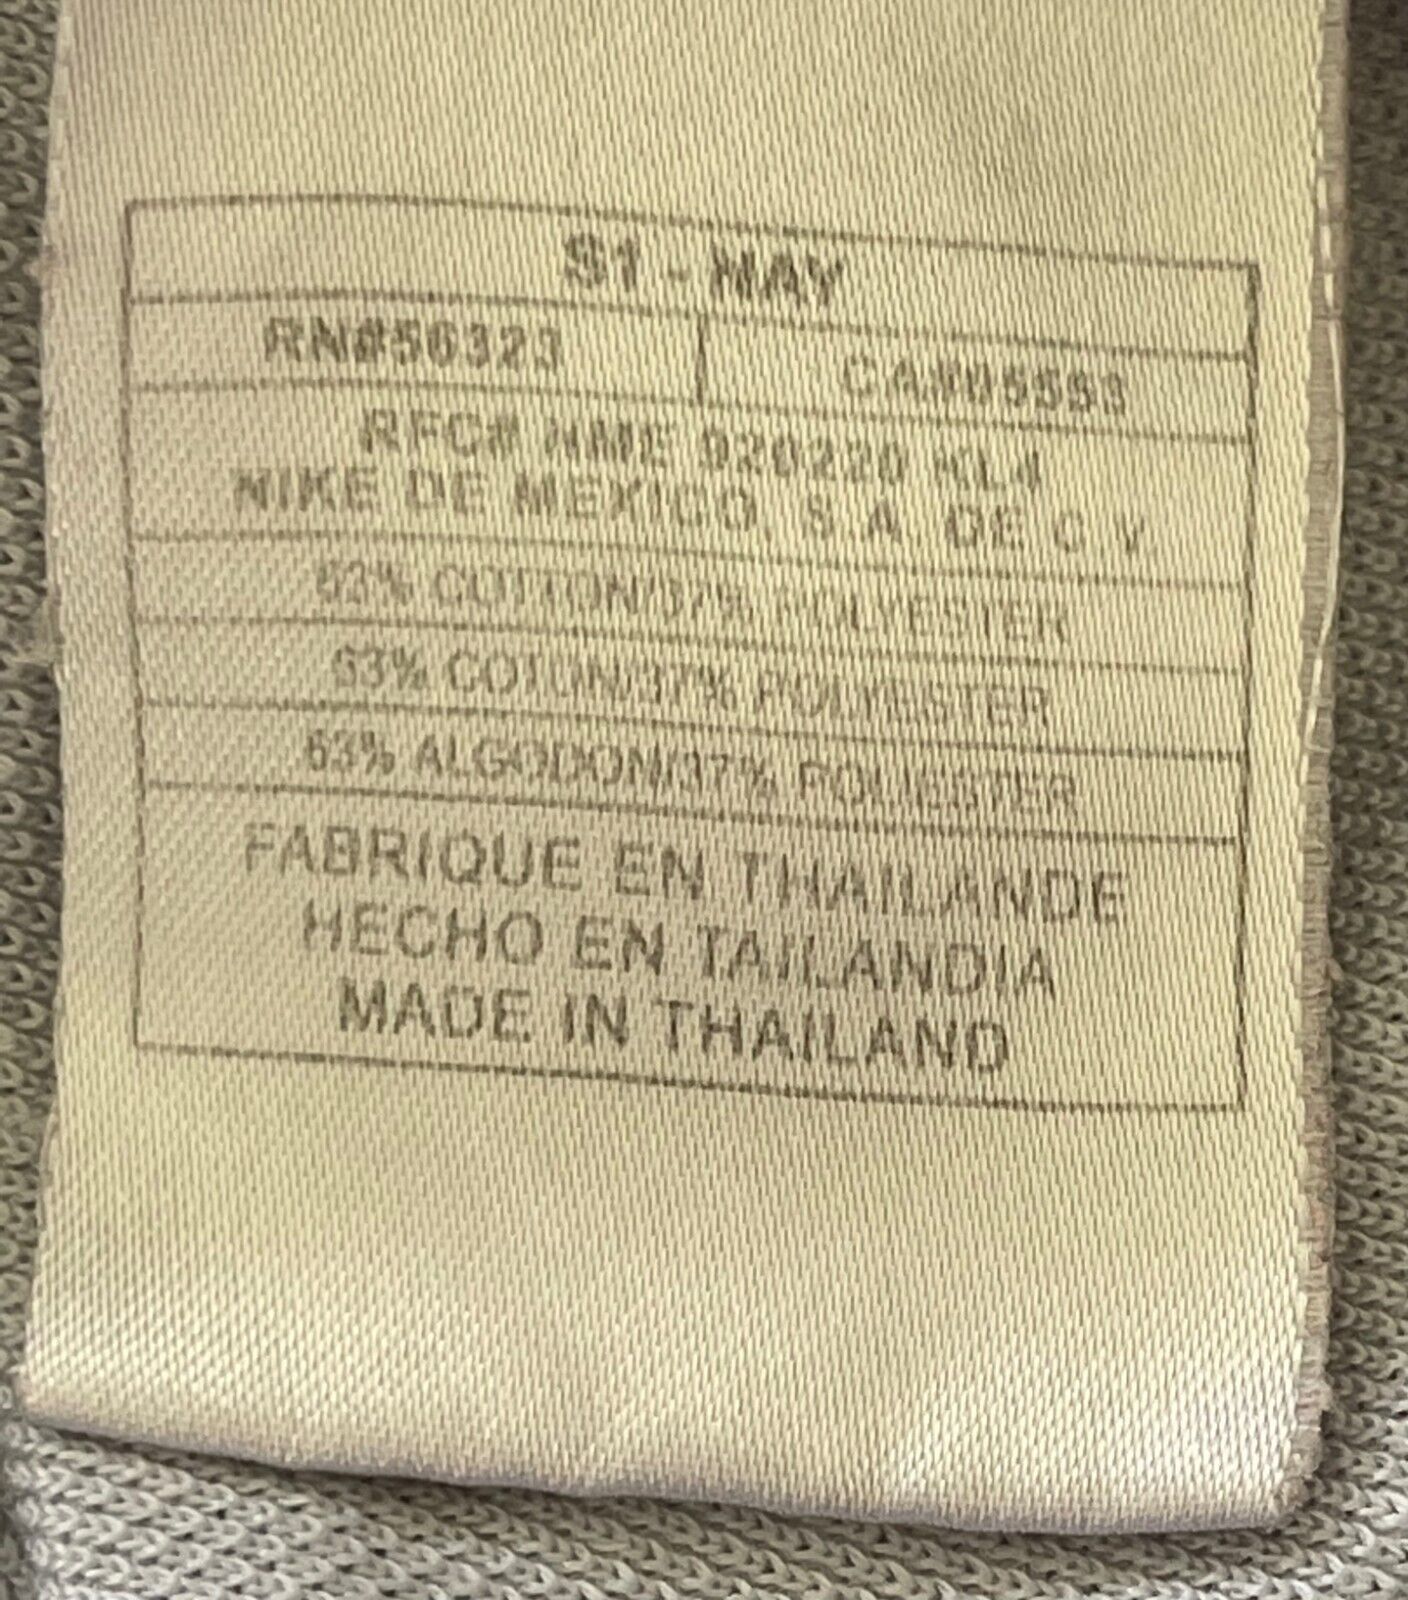 S1 - MAY
RN#56323
CA#05553
RFC# NME 920220 KL4
NIKE DE MEXICO, S.A. DE C.V.
63% COTTON/37% POLYESTER
63% COTON/37% POLYESTER
63% ALGODON/37% POLIESTER
FABRIQUE EN THAILANDE
HECHO EN TAILANDIA
MADE IN THAILAND